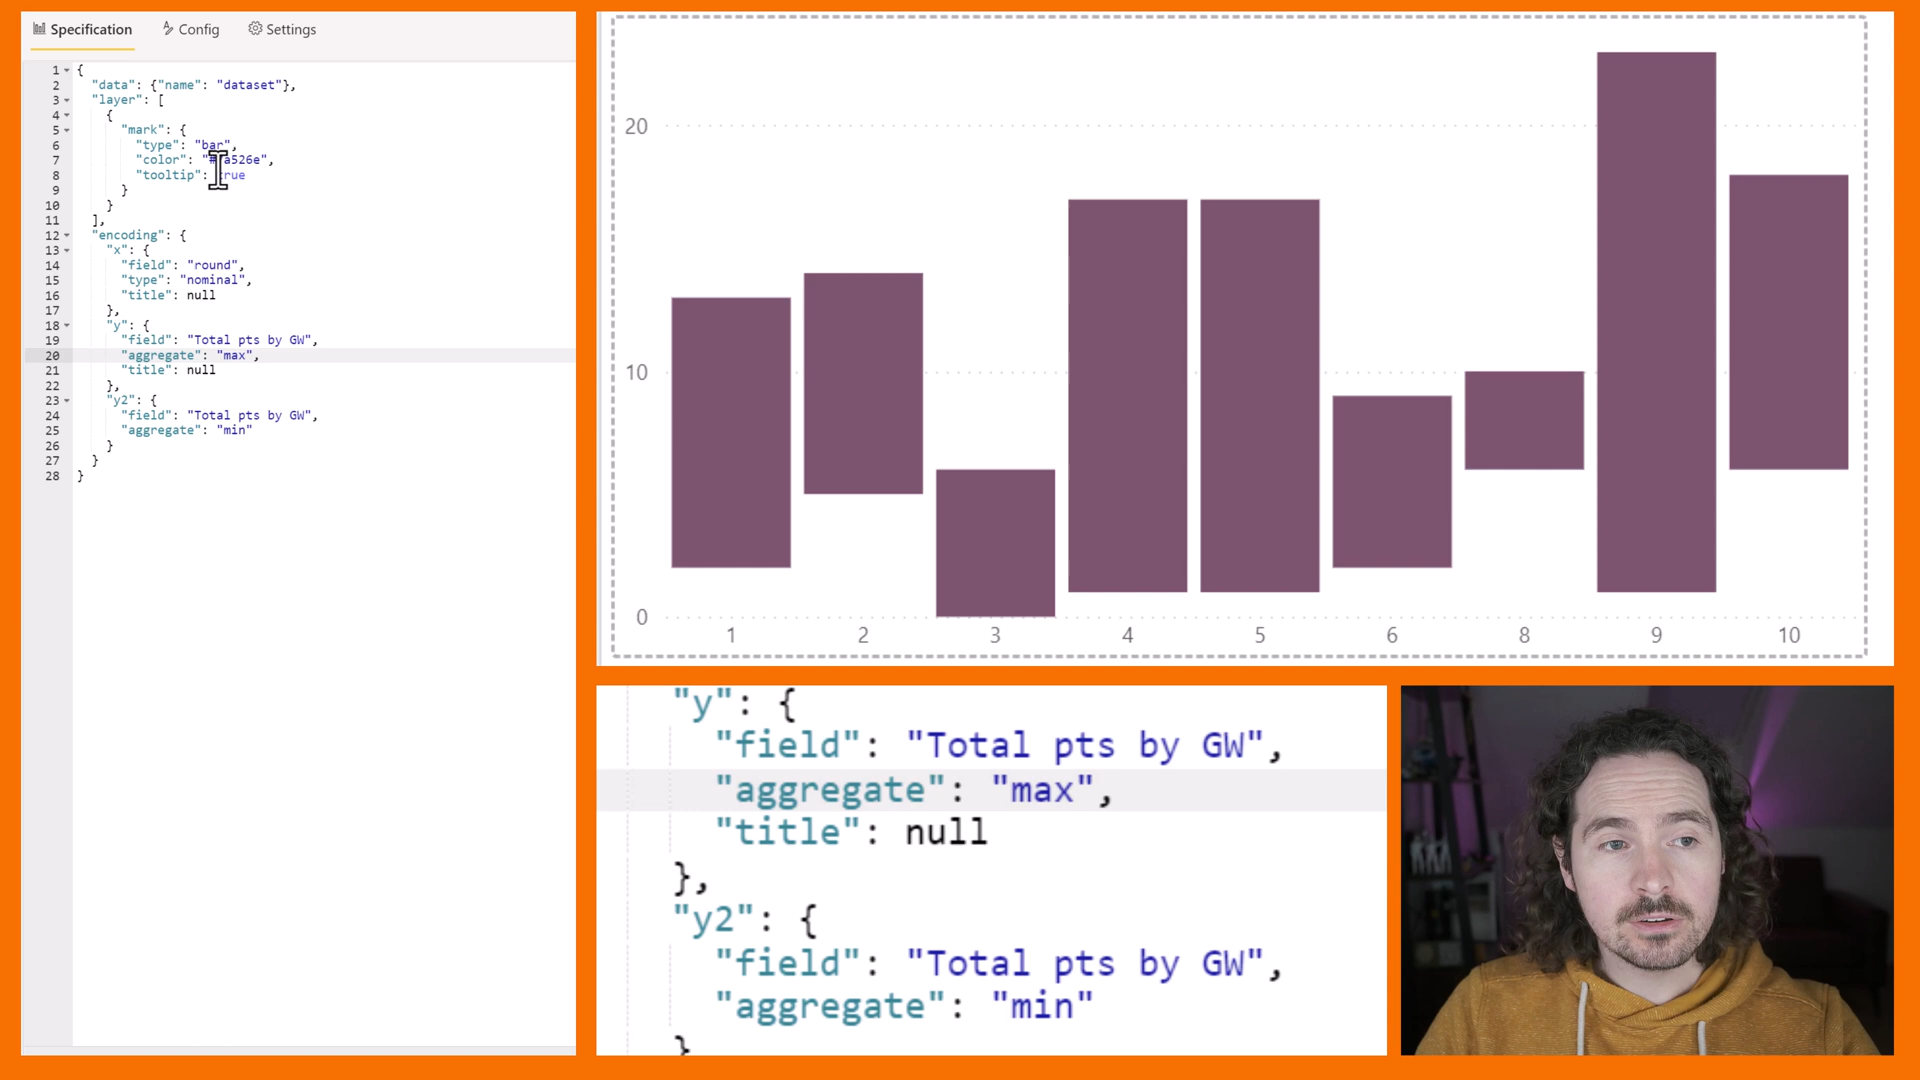 Specification Config Settings
1 {
2 "data": {"name": "dataset"},
3 "layer": [
4 {
5 "mark": {
6 "type": "bar",
7 "color": "# a526e",
8 "tooltip": true
9 }
10 }
11 ],
12 "encoding": {
13 "x": {
14 "field": "round",
15 "type": "nominal",
16 "title": null
17 },
18 "y": {
19 "field": "Total pts by GW",
20 "aggregate": "max",
21 "title": null
22 },
23 "y2": {
24 "field": "Total pts by GW",
25 "aggregate": "min"
26 }
27 }
28 }
20
10
0
1 2 3 4 5 6 8 9 10
"y": {
"field": "Total pts by GW",
"aggregate": "max",
"title": null
},
"y2": {
"field": "Total pts by GW",
"aggregate": "min"
}